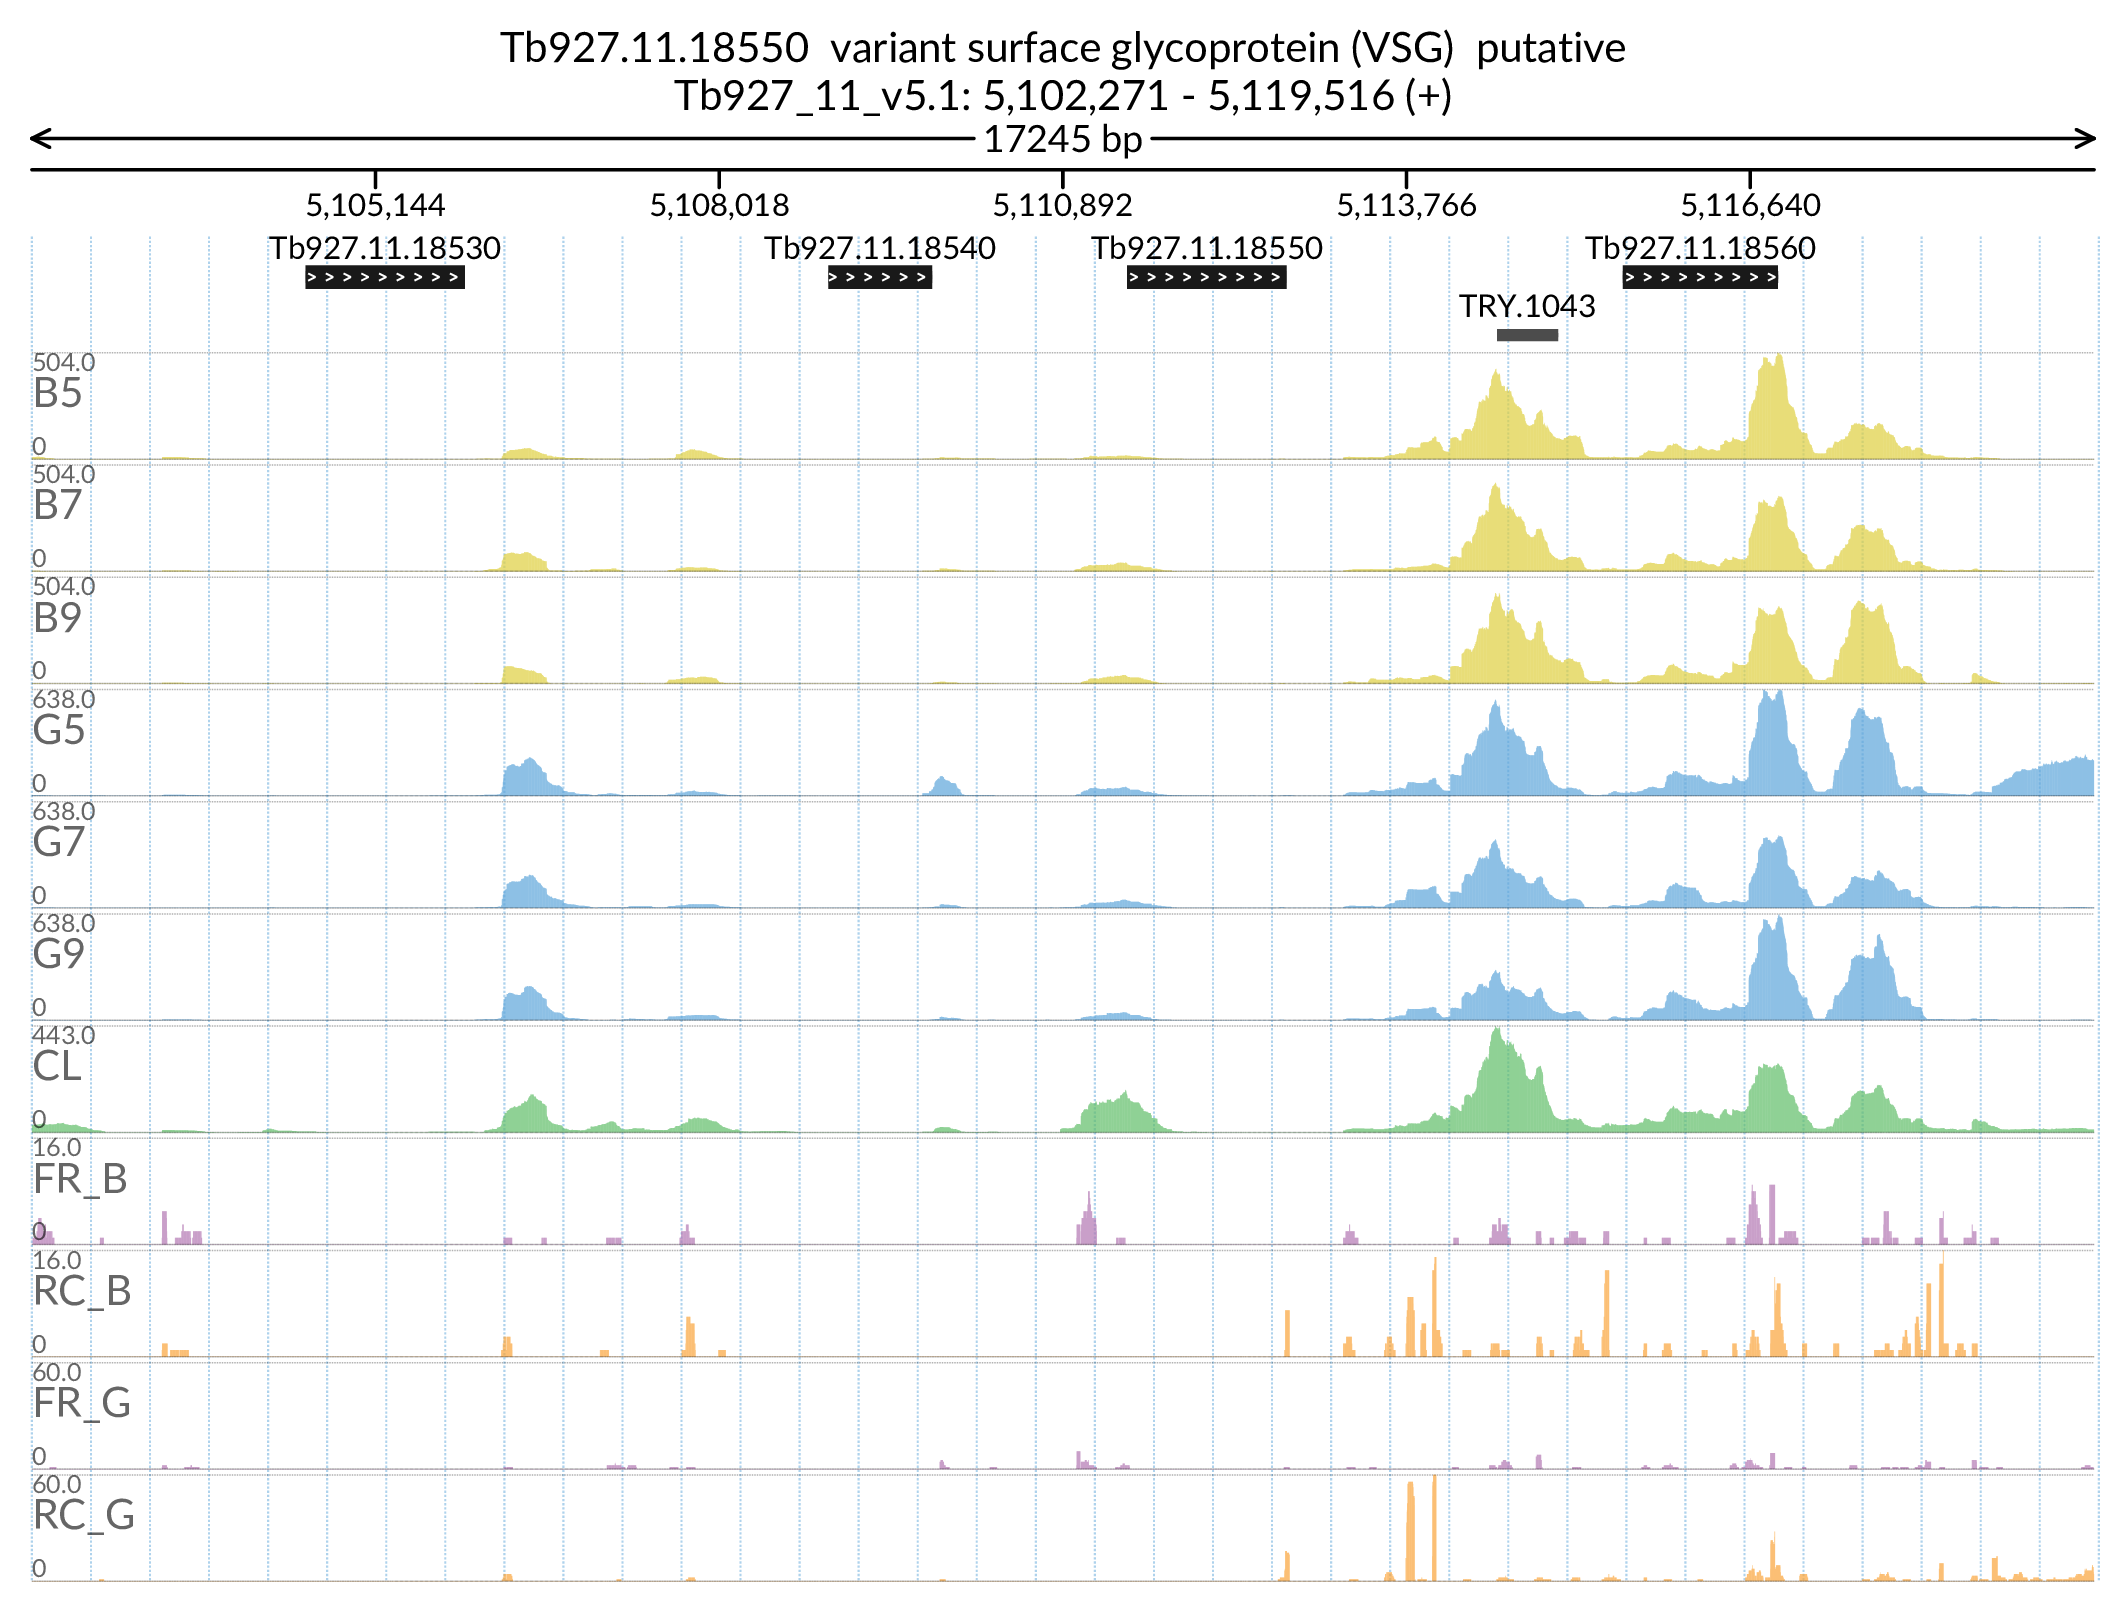 Tb927.11.18550  variant surface glycoprotein (VSG)  putative
Tb927_11_v5.1: 5,102,271 - 5,119,516 (+)
17245 bp
5,105,144 5,108,018 5,110,892 5,113,766 5,116,640
Tb927.11.18530 Tb927.11.18540 Tb927.11.18550 Tb927.11.18560
TRY.1043
504.0
B5
0
504.0
B7
0
504.0
B9
0
638.0
G5
0
638.0
G7
0
638.0
G9
0
443.0
CL
0
16.0
FR_B
0
16.0
RC_B
0
60.0
FR_G
0
60.0
RC_G
0